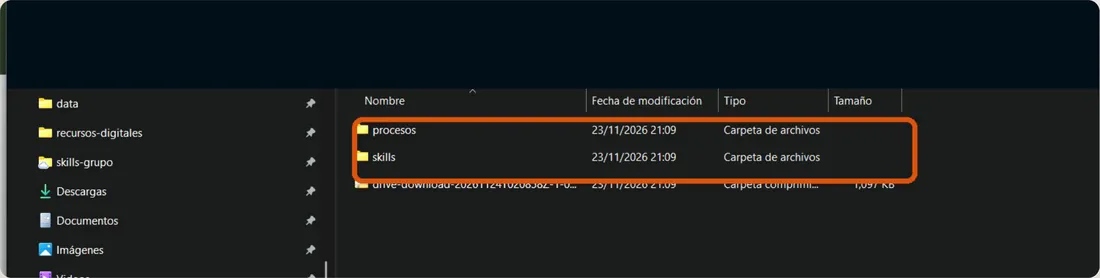 data
recursos-digitales
skills-grupo
Descargas
Documentos
Imágenes
Nombre Fecha de modificación Tipo Tamaño
procesos 23/11/2026 21:09 Carpeta de archivos
skills 23/11/2026 21:09 Carpeta de archivos
23/11/2026 21:09 Carpeta comprimi... 1,097 KB